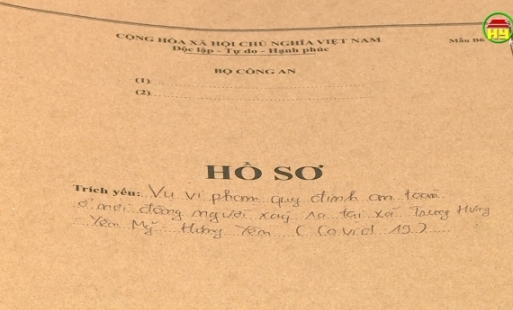 CỘNG HÒA XÃ HỘI CHỦ NGHĨA VIỆT NAM
Độc lập - Tự do - Hạnh phúc
Mẫu B6
HY
BỘ CÔNG AN
(1)
(2)
HỒ SƠ
Trích yếu: Vụ vi phạm quy định an toàn
ở nơi đông người xảy ra tại xã Trung Hưng
Yên Mỹ Hưng Yên (Covid 19)